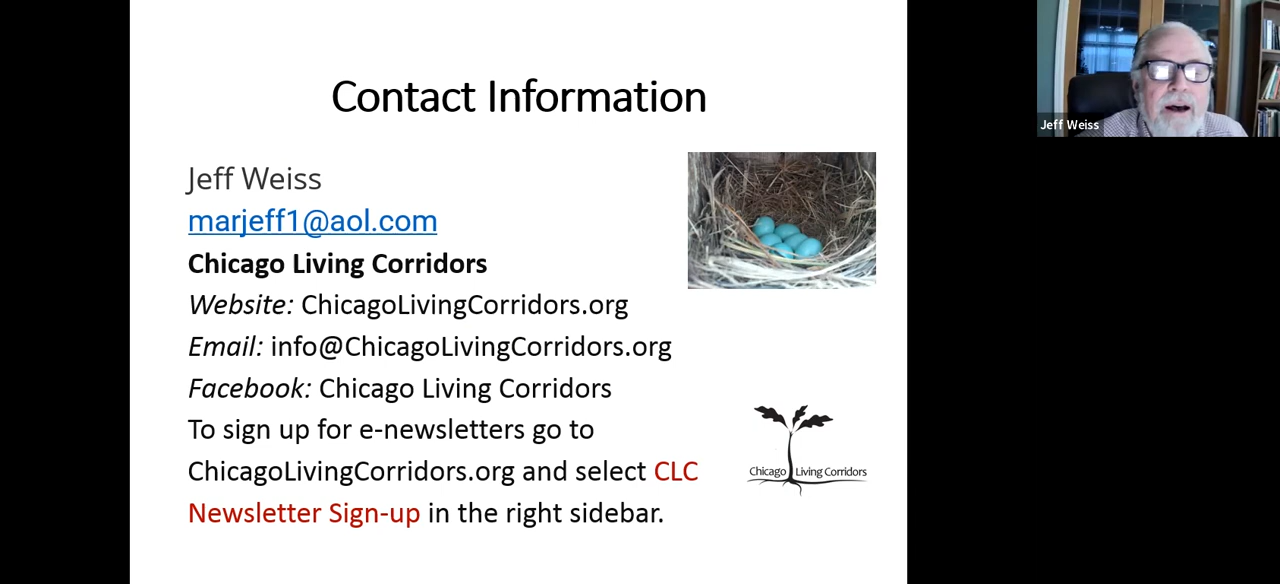 Contact Information
Jeff Weiss
marjeff1@aol.com
Chicago Living Corridors
Website: ChicagoLivingCorridors.org
Email: info@ChicagoLivingCorridors.org
Facebook: Chicago Living Corridors
To sign up for e-newsletters go to
ChicagoLivingCorridors.org and select CLC
Newsletter Sign-up in the right sidebar.
Chicago Living Corridors
Jeff Weiss